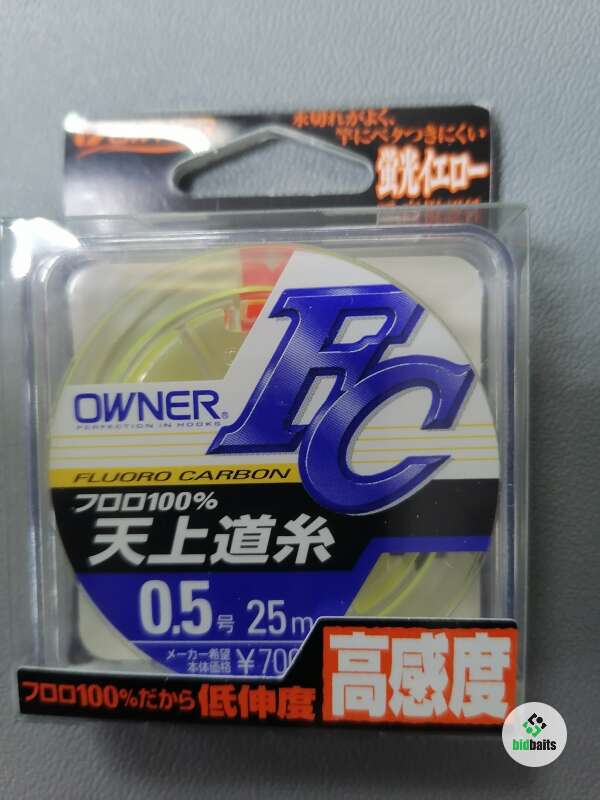 水切れがよく、
竿にベタつきにくい
蛍光イエロー
FC
OWNER®
PERFECTION IN HOOKS
FLUORO CARBON
フロロ100%
天上道糸
0.5号 25m
メーカー希望
本体価格 ¥700
フロロ100%だから 低伸度 高感度
bidbaits